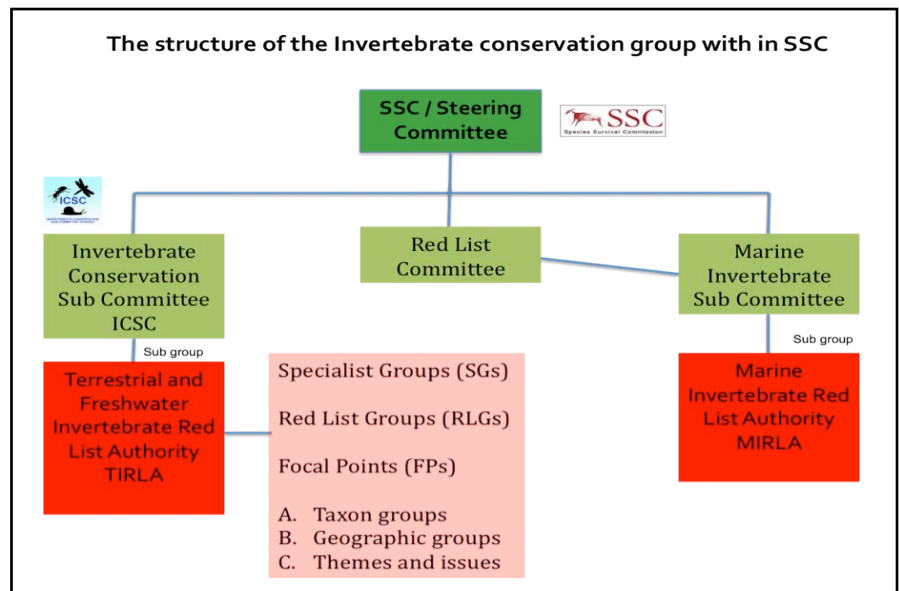 The structure of the Invertebrate conservation group with in SSC
SSC / Steering
Committee
SSC
Species Survival Commission
ICSC
INVERTEBRATE CONSERVATION
Invertebrate
Conservation
Sub Committee
ICSC
Red List
Committee
Marine
Invertebrate
Sub Committee
Sub group
Sub group
Terrestrial and
Freshwater
Invertebrate Red
List Authority
TIRLA
Specialist Groups (SGs)
Red List Groups (RLGs)
Focal Points (FPs)
A. Taxon groups
B. Geographic groups
C. Themes and issues
Marine
Invertebrate Red
List Authority
MIRLA